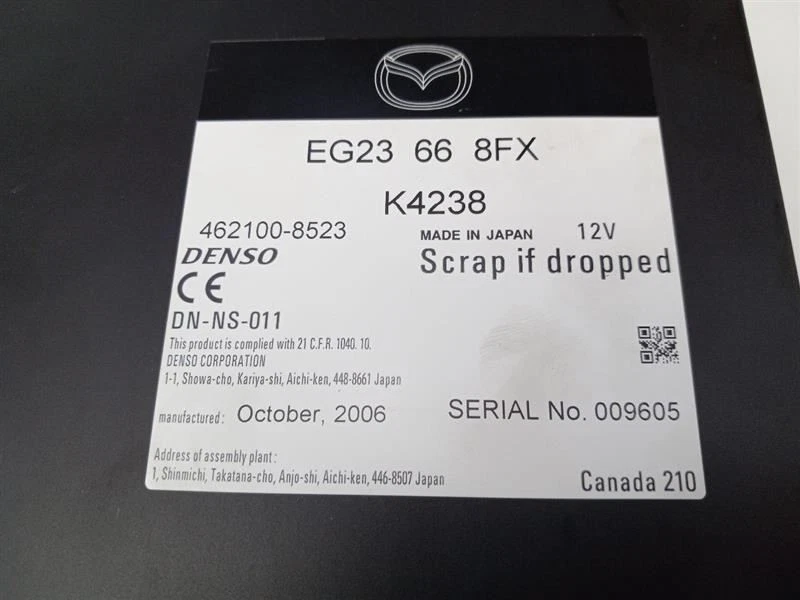 EG23 66 8FX
K4238
462100-8523 MADE IN JAPAN 12V
DENSO Scrap if dropped
CE
DN-NS-011
This product is complied with 21 C.F.R. 1040. 10.
DENSO CORPORATION
1-1, Showa-cho, Kariya-shi, Aichi-ken, 448-8661 Japan
manufactured: October, 2006 SERIAL No. 009605
Address of assembly plant:
1, Shinmichi, Takatana-cho, Anjo-shi, Aichi-ken, 446-8507 Japan
Canada 210